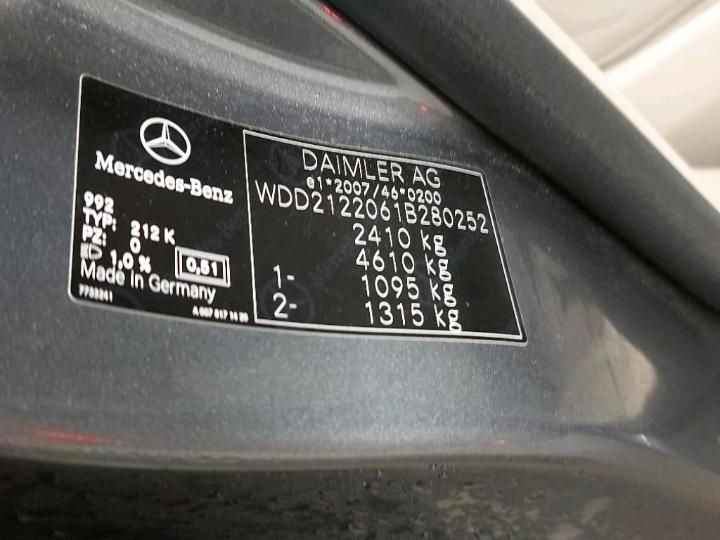 Mercedes-Benz
992
TYP: 212 K
PZ: 0
1,0 % 0,51
Made In Germany
7733241
DAIMLER AG
e1*2007/46*0200
WDD2122061B280252
2410 kg
4610 kg
1- 1095 kg
2- 1315 kg